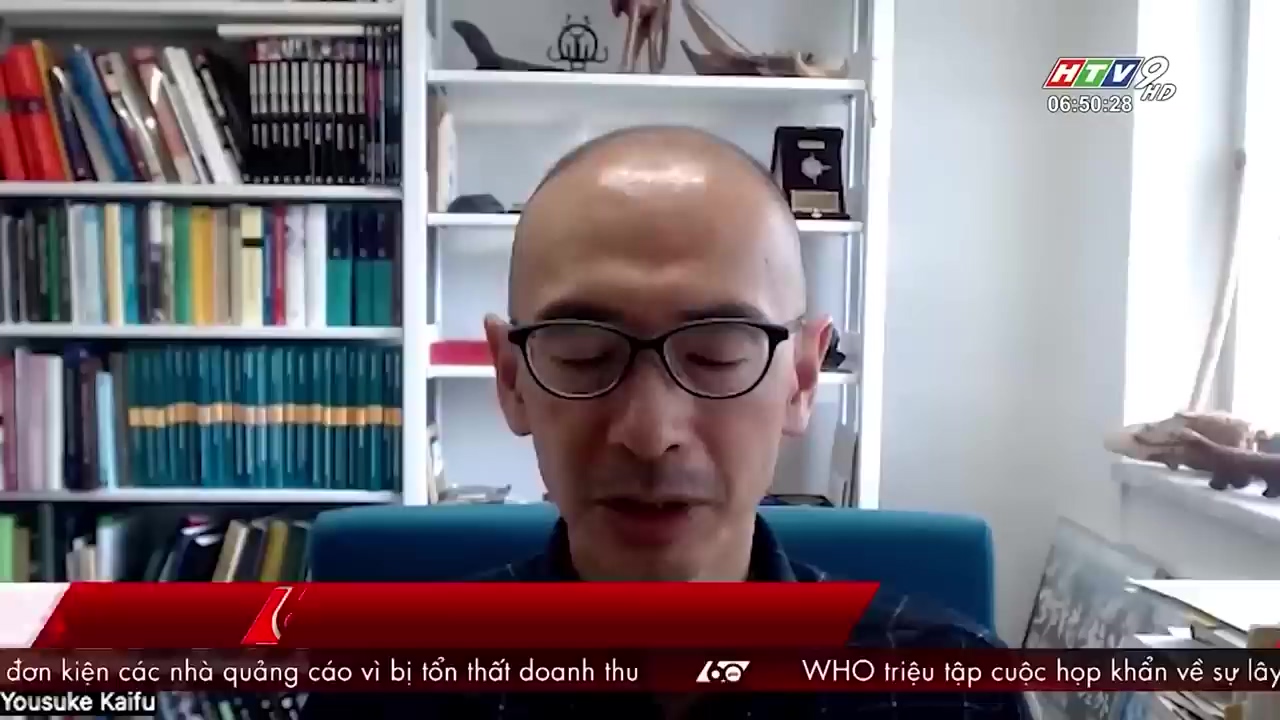 HTV9
HD
06:50:28
đơn kiện các nhà quảng cáo vì bị tổn thất doanh thu
60
WHO triệu tập cuộc họp khẩn về sự lây
Yousuke Kaifu